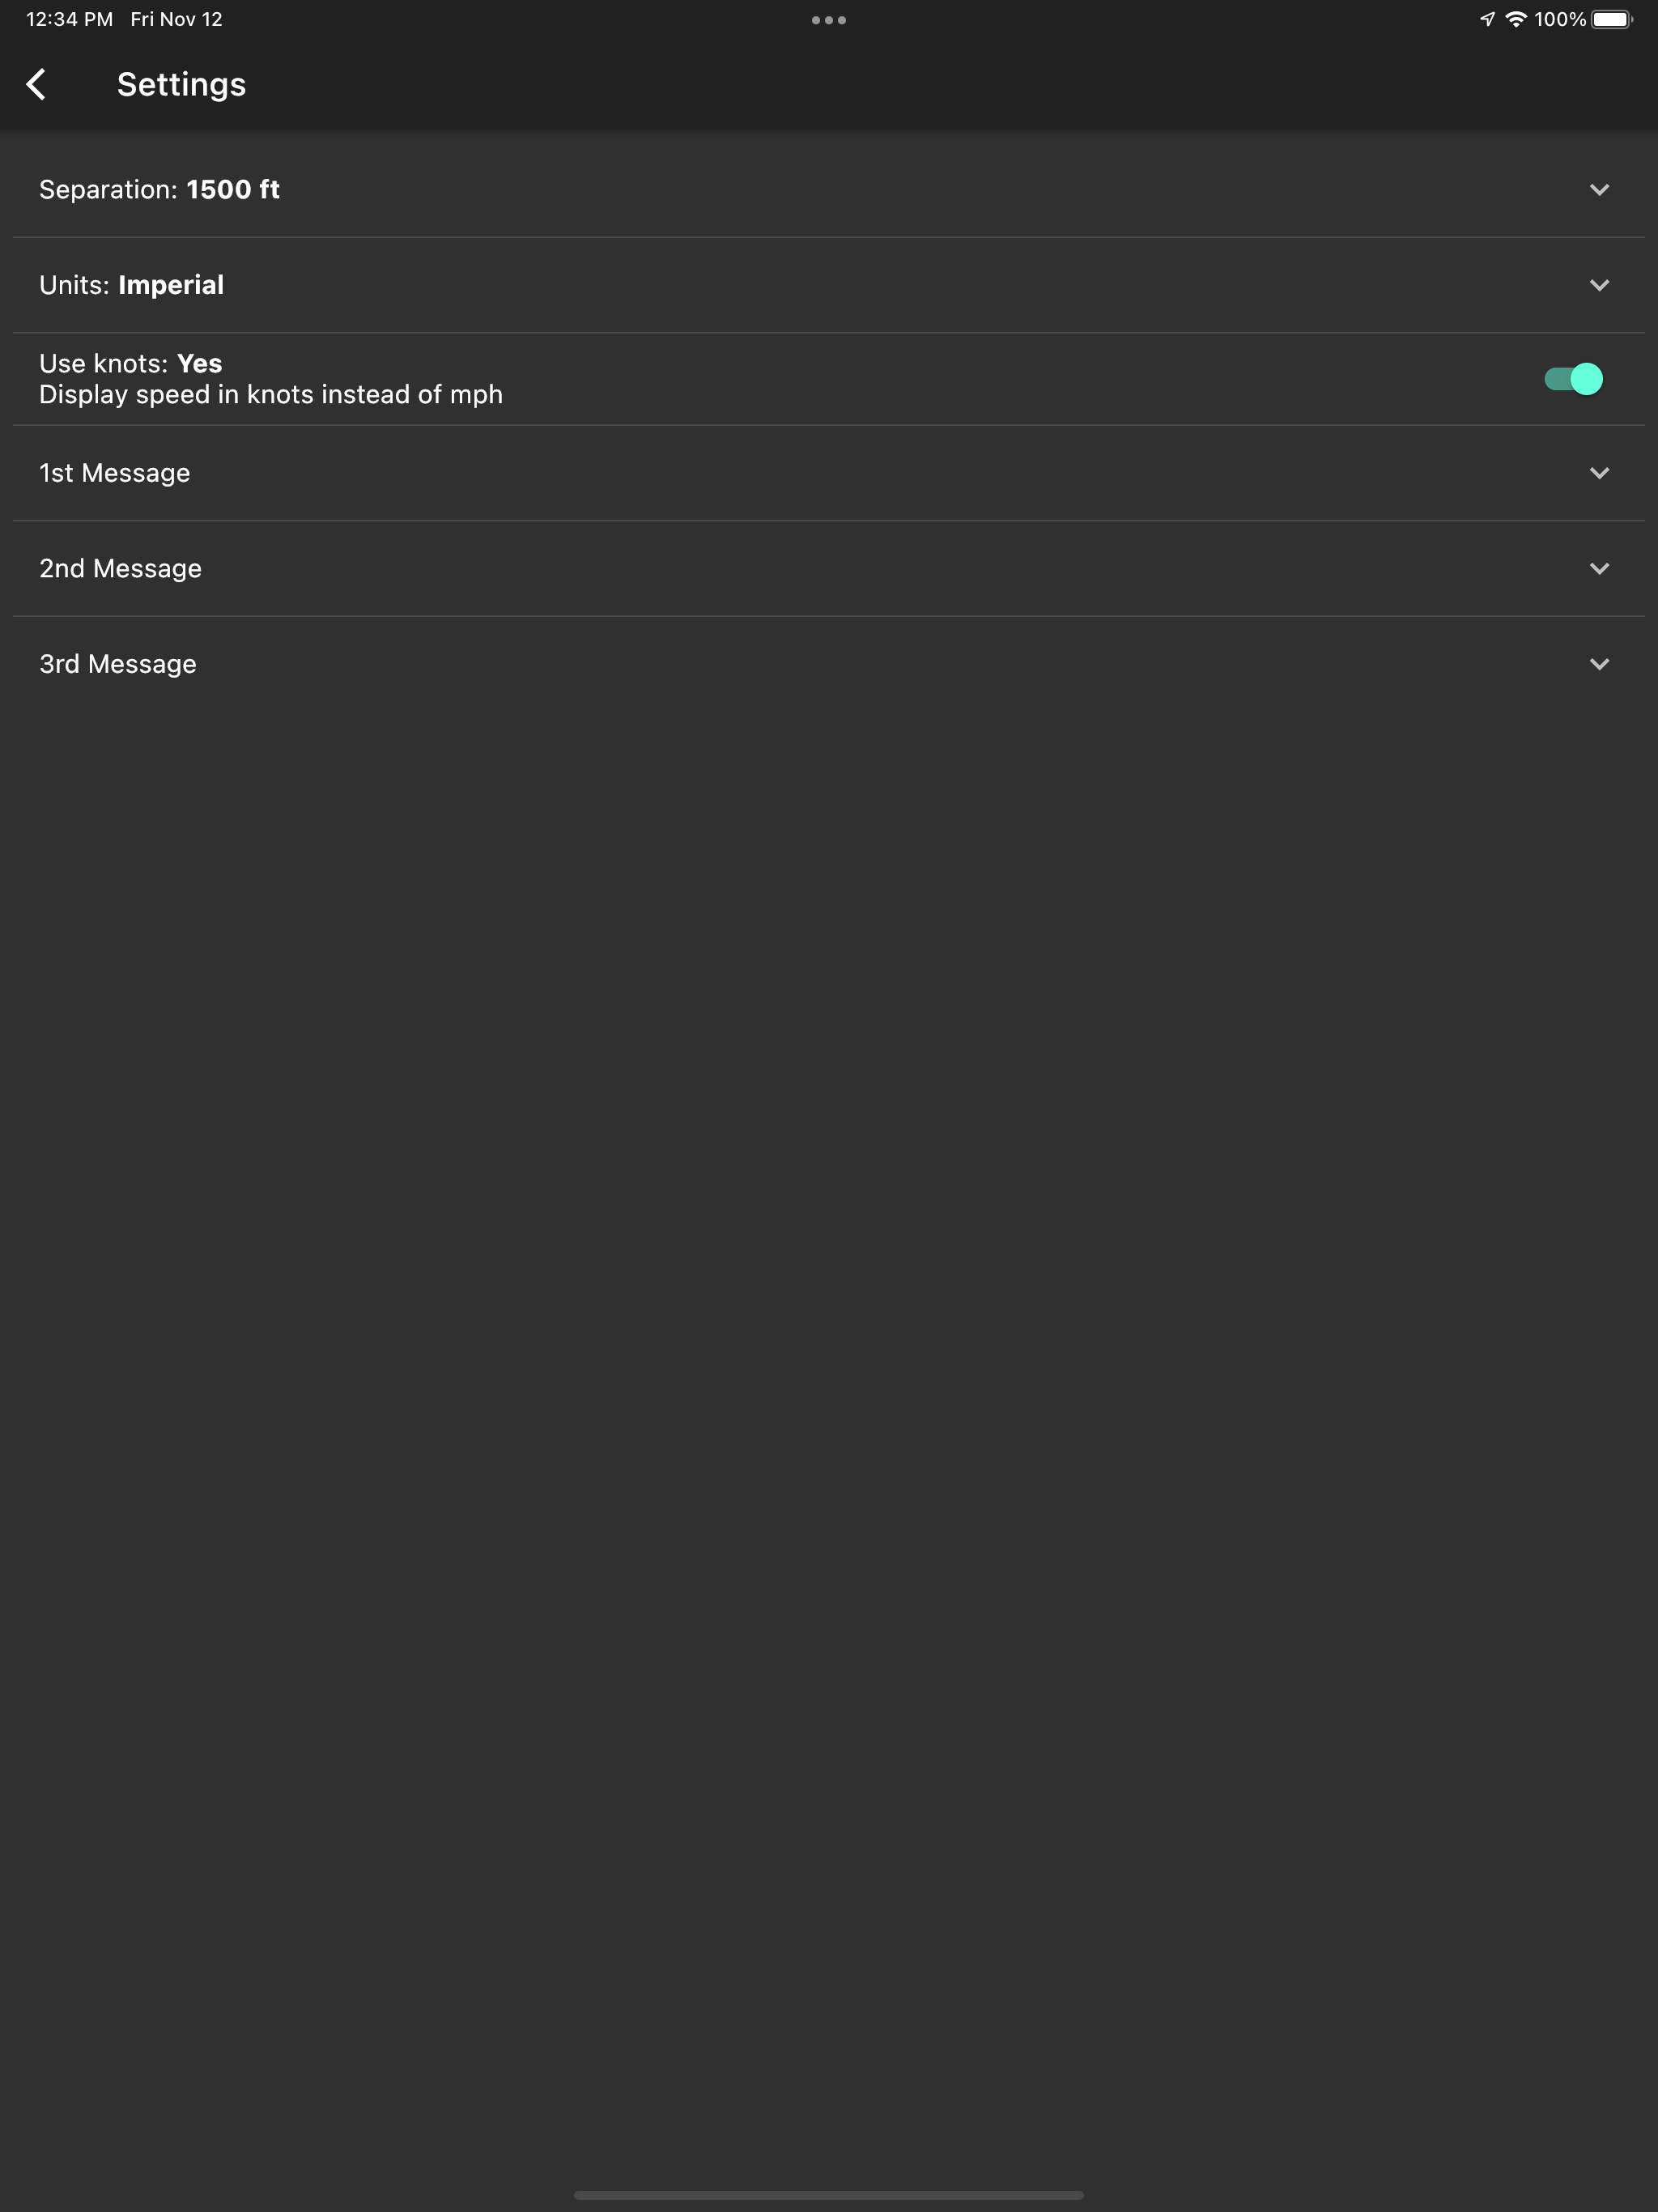 12:34 PM Fri Nov 12
100%
Settings
Separation: 1500 ft
Units: Imperial
Use knots: Yes
Display speed in knots instead of mph
1st Message
2nd Message
3rd Message